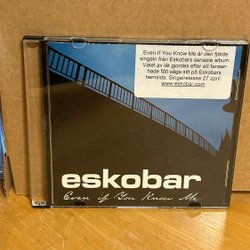 Even If You Know Me är den fjärde
singeln från Eskobars senaste album.
Valet av låt gjordes efter att fansen
hade fått säga sitt på Eskobars
hemsida. Singelrelease 27 april.
www.eskobar.com
eskobar
Even if You Know Me